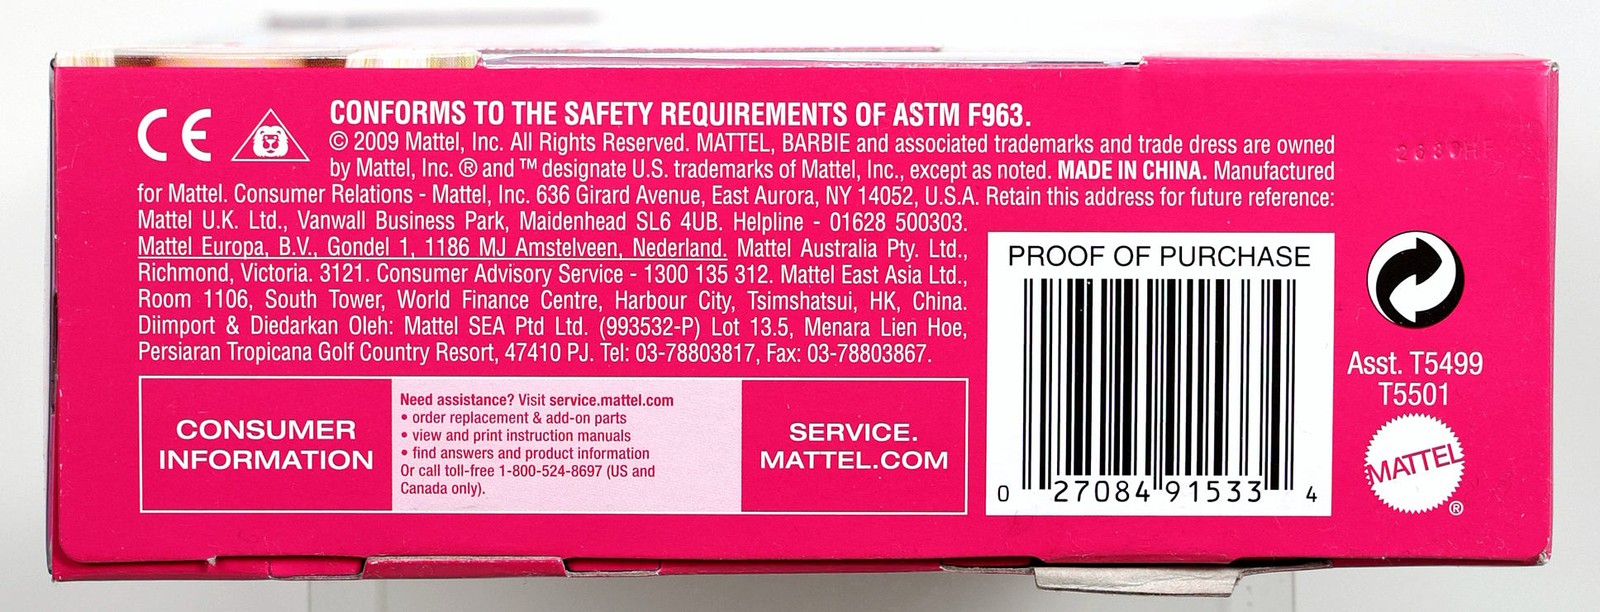 CE
CONFORMS TO THE SAFETY REQUIREMENTS OF ASTM F963.
© 2009 Mattel, Inc. All Rights Reserved. MATTEL, BARBIE and associated trademarks and trade dress are owned
by Mattel, Inc. ® and ™ designate U.S. trademarks of Mattel, Inc., except as noted. MADE IN CHINA. Manufactured
for Mattel. Consumer Relations - Mattel, Inc. 636 Girard Avenue, East Aurora, NY 14052, U.S.A. Retain this address for future reference:
Mattel U.K. Ltd., Vanwall Business Park, Maidenhead SL6 4UB. Helpline - 01628 500303.
Mattel Europa, B.V., Gondel 1, 1186 MJ Amstelveen, Nederland. Mattel Australia Pty. Ltd.,
Richmond, Victoria. 3121. Consumer Advisory Service - 1300 135 312. Mattel East Asia Ltd.,
Room 1106, South Tower, World Finance Centre, Harbour City, Tsimshatsui, HK, China.
Diimport & Diedarkan Oleh: Mattel SEA Ptd Ltd. (993532-P) Lot 13.5, Menara Lien Hoe,
Persiaran Tropicana Golf Country Resort, 47410 PJ. Tel: 03-78803817, Fax: 03-78803867.
CONSUMER
INFORMATION
Need assistance? Visit service.mattel.com
• order replacement & add-on parts
• view and print instruction manuals
• find answers and product information
Or call toll-free 1-800-524-8697 (US and
Canada only).
SERVICE.
MATTEL.COM
PROOF OF PURCHASE
0 27084 91533 4
Asst. T5499
T5501
MATTEL
®